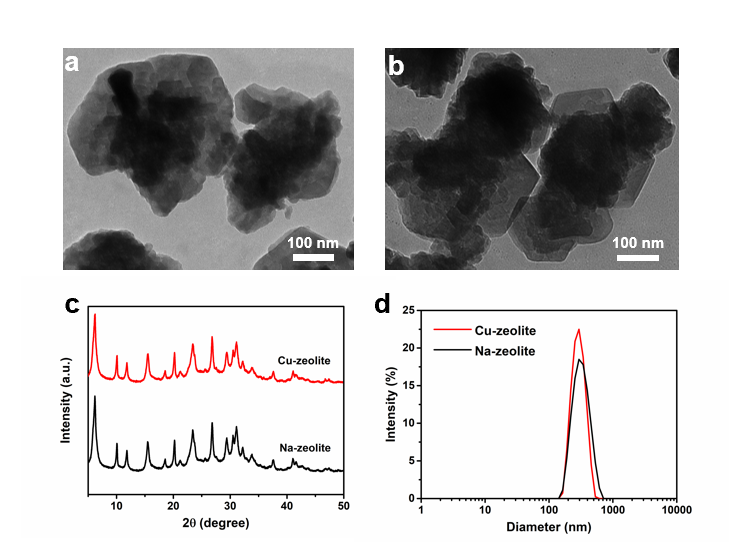 a
100 nm
b
100 nm
c
Intensity (a.u.)
Cu-zeolite
Na-zeolite
10 20 30 40 50
2θ (degree)
d
Intensity (%)
25
20
15
10
5
0
Cu-zeolite
Na-zeolite
1 10 100 1000 10000
Diameter (nm)